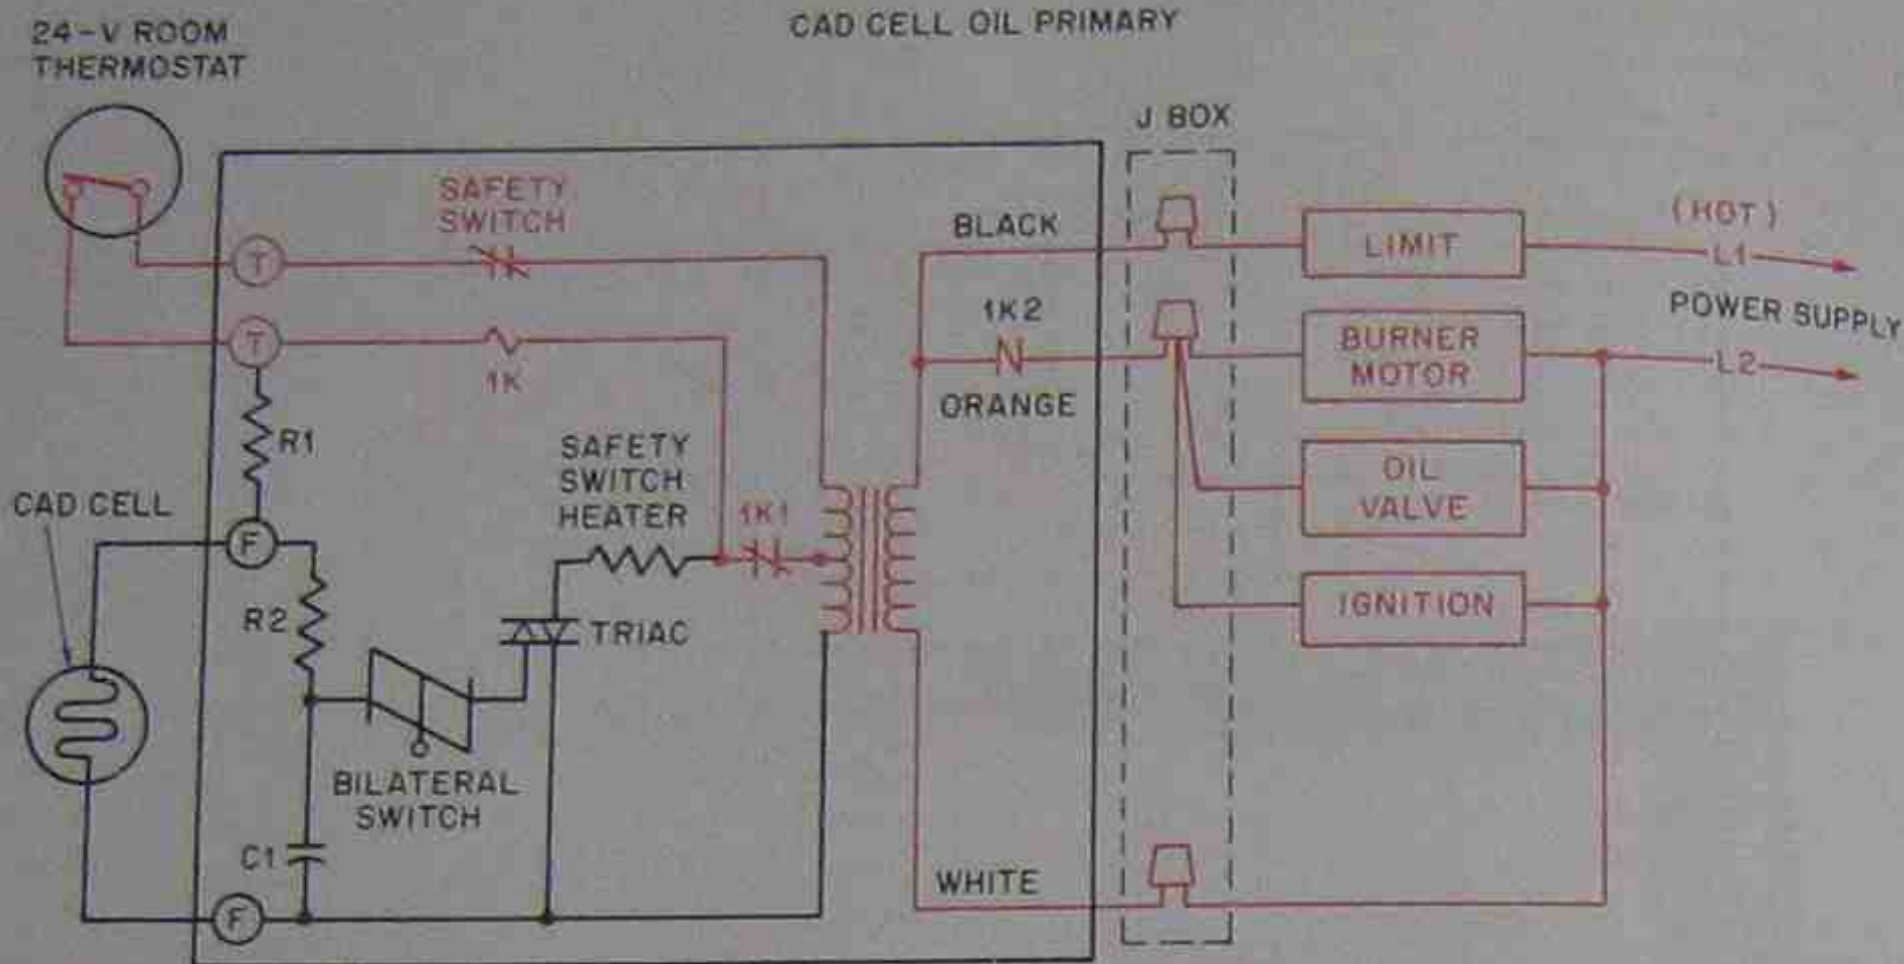 CAD CELL OIL PRIMARY
24-V ROOM
THERMOSTAT
J BOX
SAFETY
SWITCH
BLACK
LIMIT
(HOT)
L1
T
1K2
POWER SUPPLY
T
1K
BURNER
MOTOR
L2
ORANGE
R1
SAFETY
SWITCH
HEATER
OIL
VALVE
CAD CELL
1K1
F
R2
TRIAC
IGNITION
BILATERAL
SWITCH
C1
WHITE
F